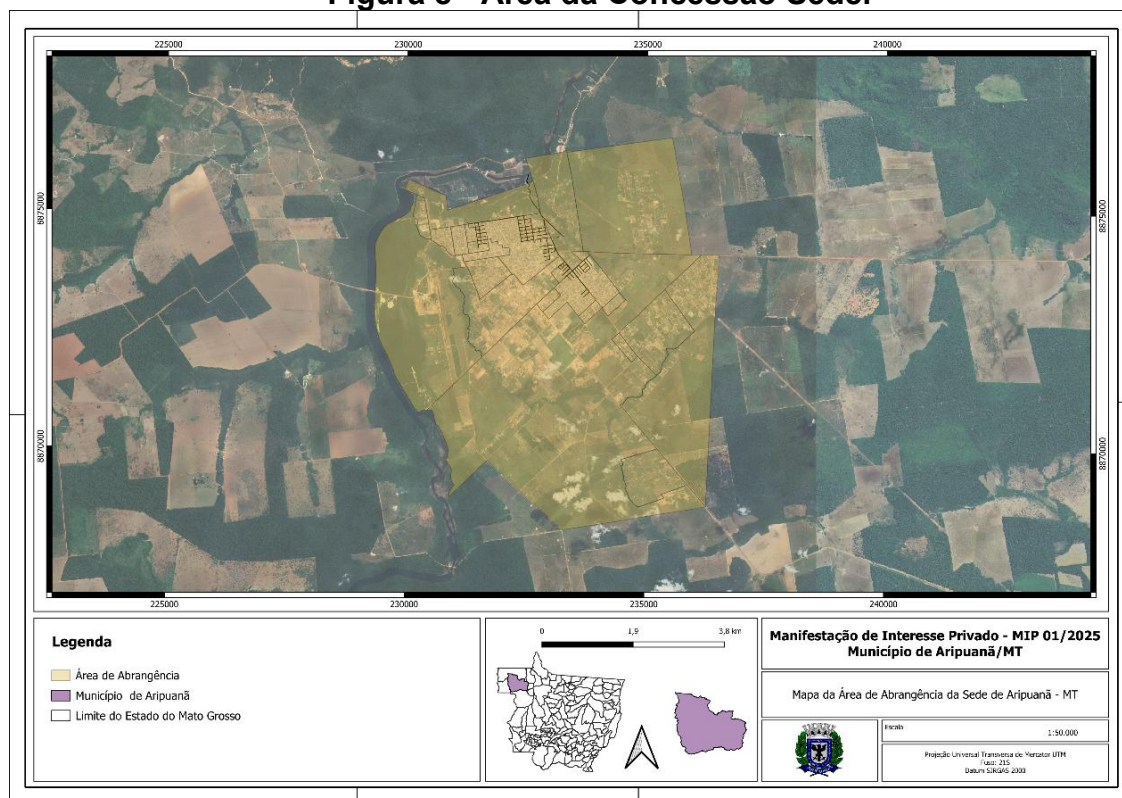 Figura 3 - Área da Concessão Sede.
225000
230000
235000
240000
8875000
8875000
8870000
8870000
225000
230000
235000
240000
Legenda
Área de Abrangência
Município de Aripuanã
Limite do Estado do Mato Grosso
0
1,9
3,8 km
Manifestação de Interesse Privado - MIP 01/2025
Município de Aripuanã/MT
Mapa da Área de Abrangência da Sede de Aripuanã - MT
Escala
1:50.000
Projeção Universal Transversa de Mercator UTM
Fuso: 21S
Datum SIRGAS 2000